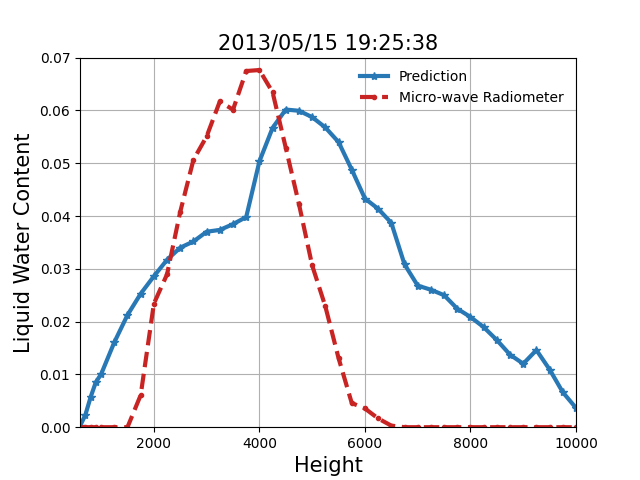 2013/05/15 19:25:38
Prediction
Micro-wave Radiometer
Liquid Water Content
0.07
0.06
0.05
0.04
0.03
0.02
0.01
0.00
2000 4000 6000 8000 10000
Height